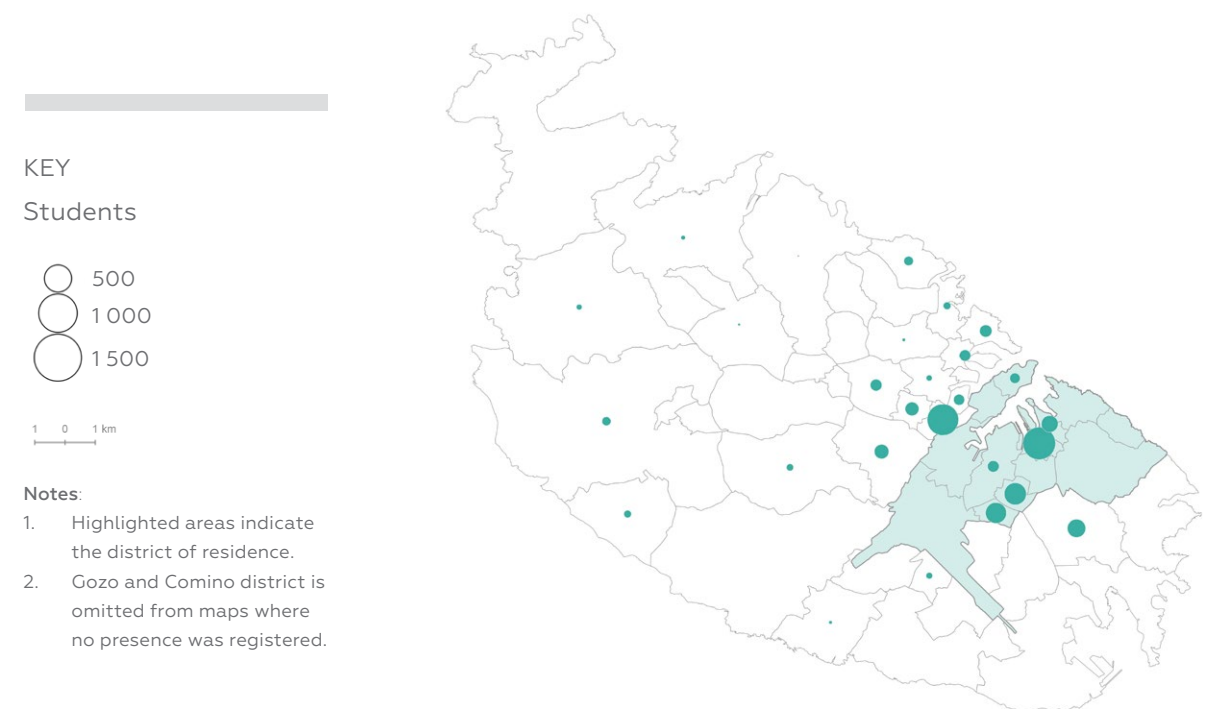 KEY
Students
500
1 000
1 500
1 0 1 km
Notes:
1. Highlighted areas indicate
the district of residence.
2. Gozo and Comino district is
omitted from maps where
no presence was registered.